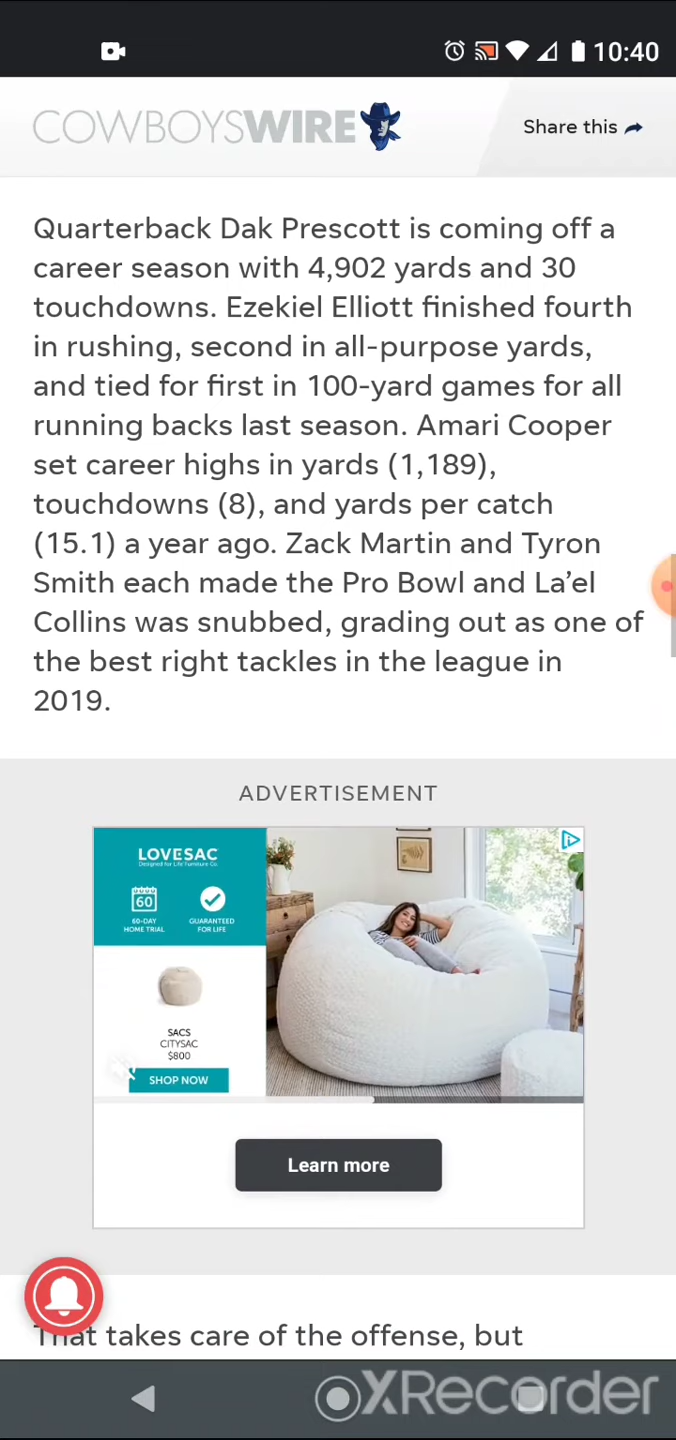 10:40
COWBOYSWIRE
Share this
Quarterback Dak Prescott is coming off a
career season with 4,902 yards and 30
touchdowns. Ezekiel Elliott finished fourth
in rushing, second in all-purpose yards,
and tied for first in 100-yard games for all
running backs last season. Amari Cooper
set career highs in yards (1,189),
touchdowns (8), and yards per catch
(15.1) a year ago. Zack Martin and Tyron
Smith each made the Pro Bowl and La’el
Collins was snubbed, grading out as one of
the best right tackles in the league in
2019.
ADVERTISEMENT
LOVESAC
Designed for Life Furniture Co.
60
60-DAY
HOME TRIAL
GUARANTEED
FOR LIFE
SACS
CITYSAC
$800
SHOP NOW
Learn more
That takes care of the offense, but
XRecorder